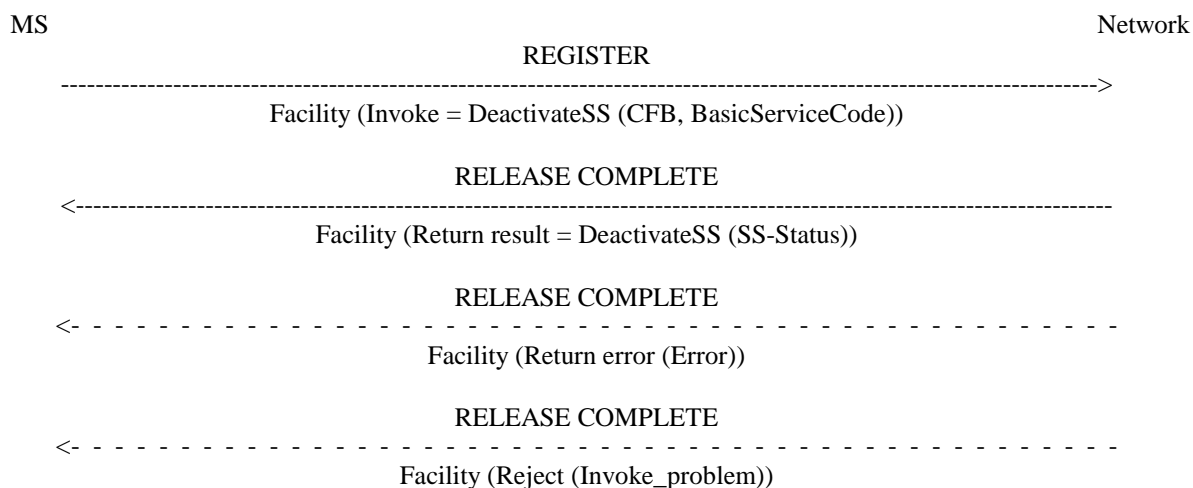 MS Network
REGISTER
Facility (Invoke = DeactivateSS (CFB, BasicServiceCode))
RELEASE COMPLETE
Facility (Return result = DeactivateSS (SS-Status))
RELEASE COMPLETE
Facility (Return error (Error))
RELEASE COMPLETE
Facility (Reject (Invoke_problem))